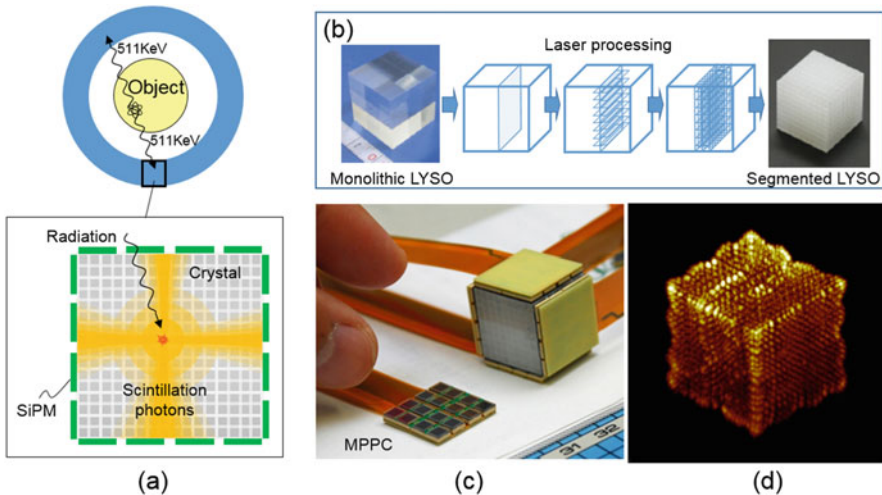 511KeV
Object
511KeV
Radiation
Crystal
Scintillation
photons
SiPM
(a)
(b)
Laser processing
Monolithic LYSO
Segmented LYSO
MPPC
31
32
(c)
(d)